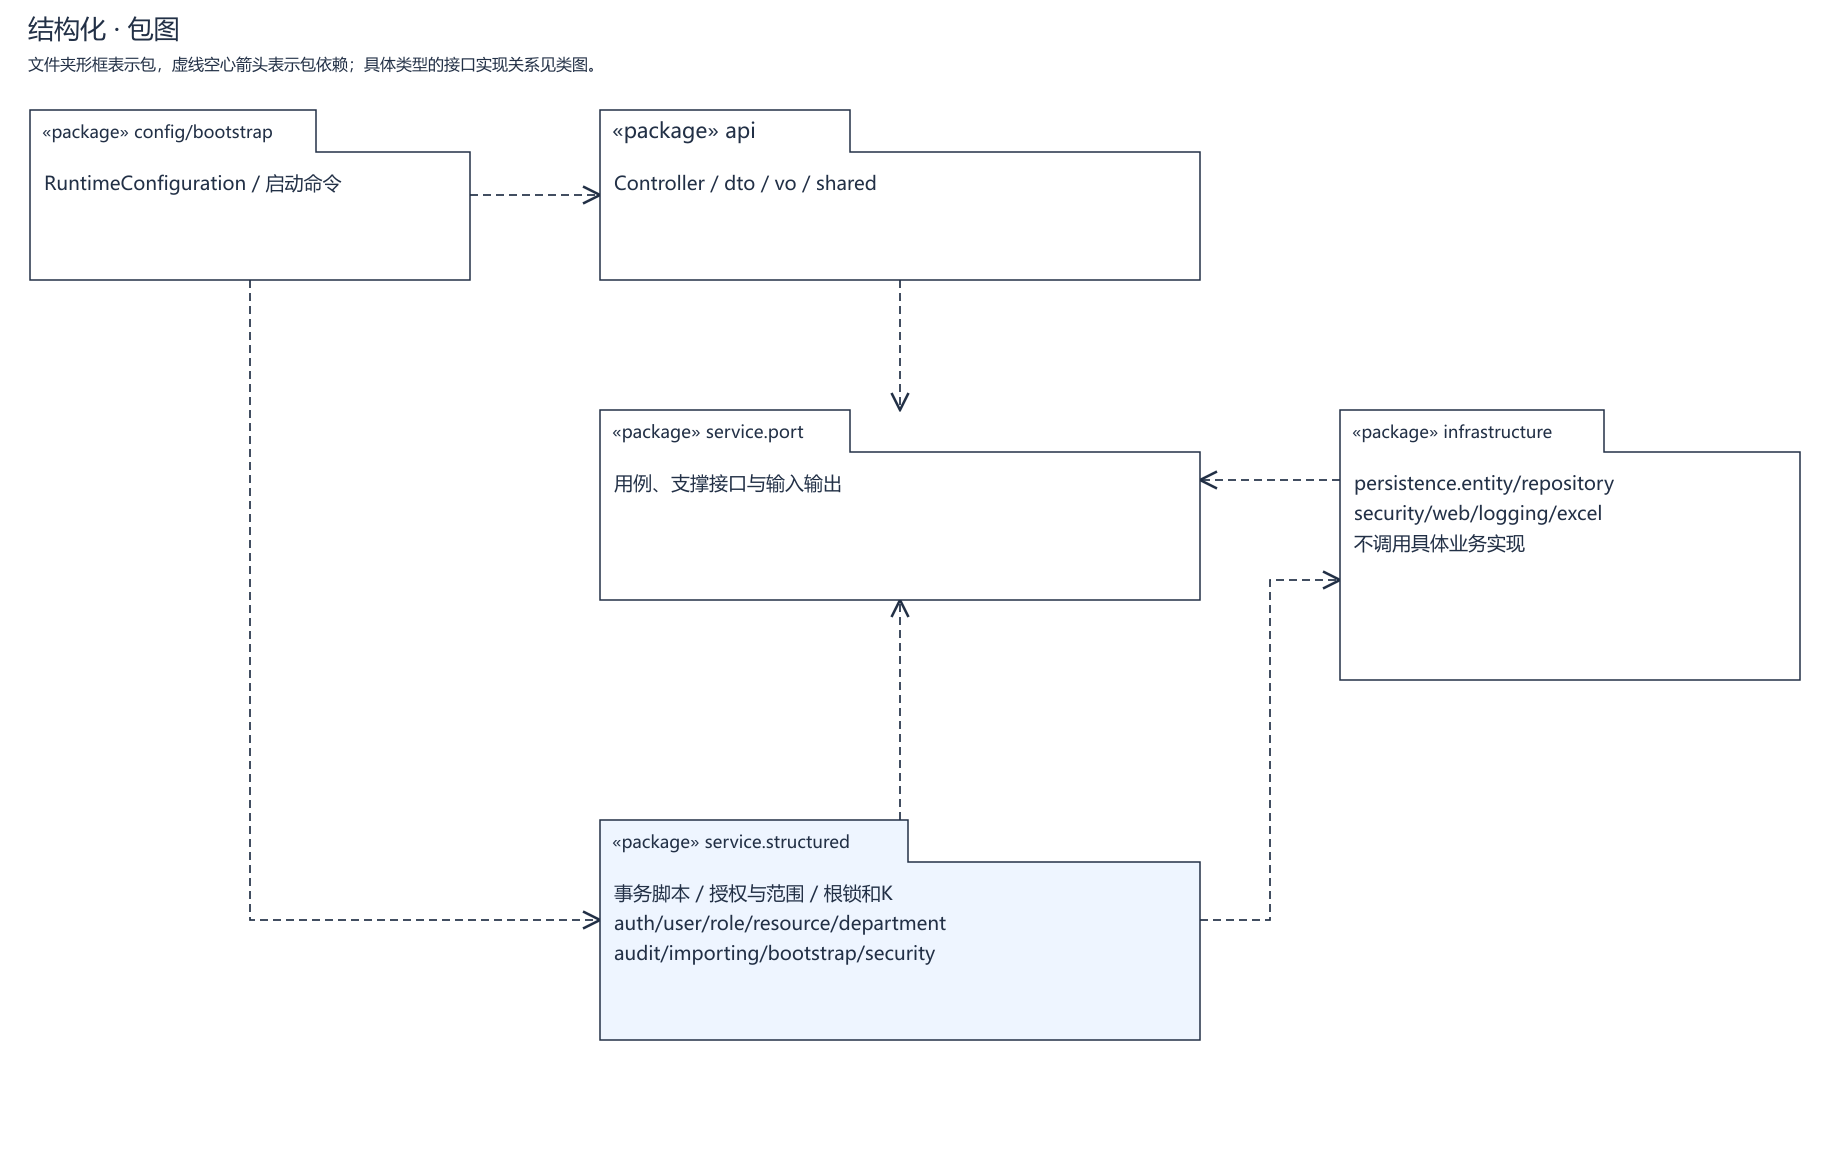 结构化 · 包图
文件夹形框表示包，虚线空心箭头表示包依赖；具体类型的接口实现关系见类图。
«package» config/bootstrap
RuntimeConfiguration / 启动命令
«package» api
Controller / dto / vo / shared
«package» service.port
用例、支撑接口与输入输出
«package» infrastructure
persistence.entity/repository
security/web/logging/excel
不调用具体业务实现
«package» service.structured
事务脚本 / 授权与范围 / 根锁和K
auth/user/role/resource/department
audit/importing/bootstrap/security